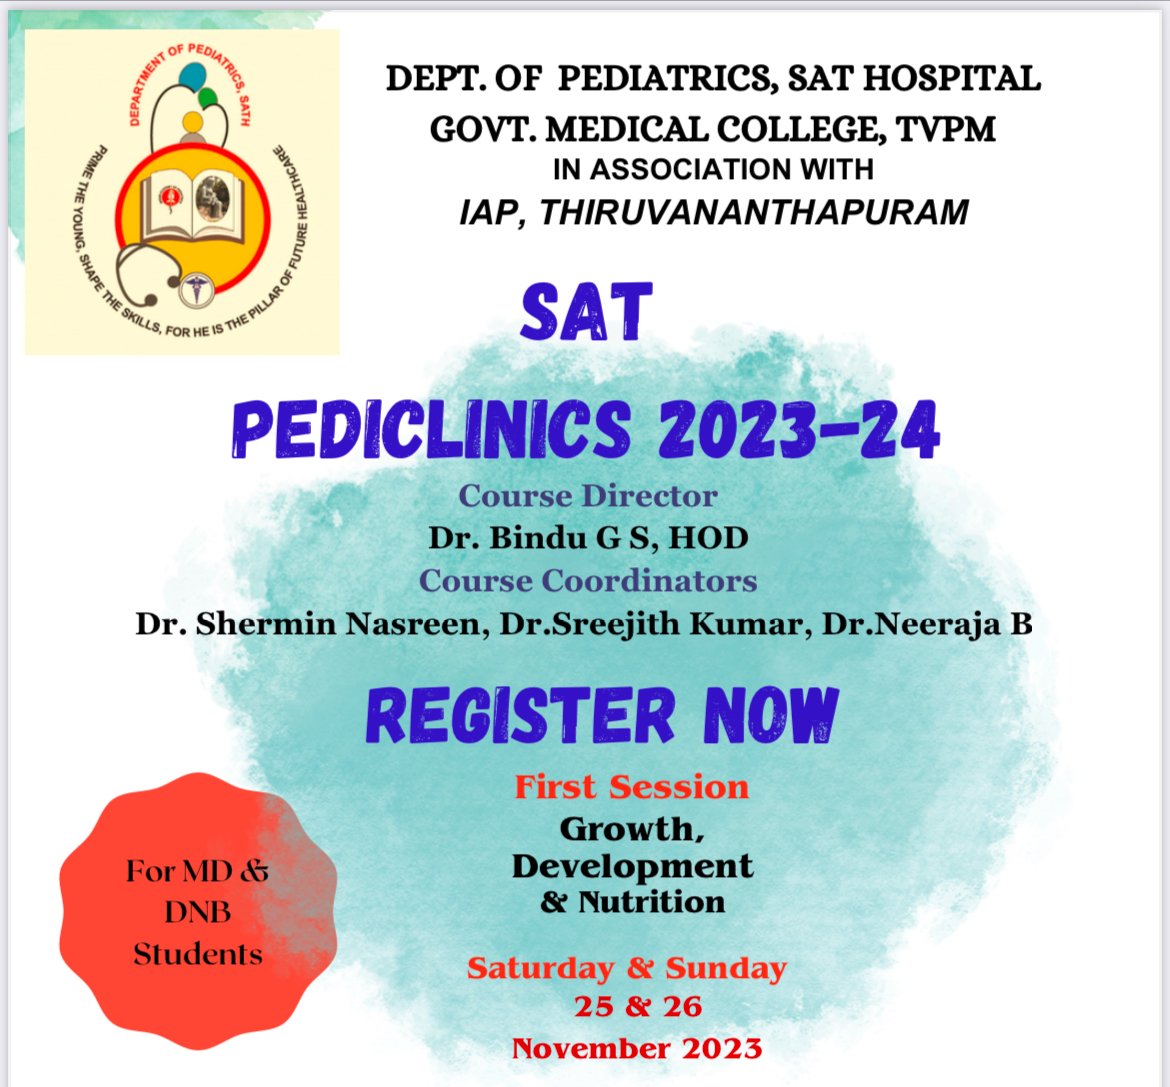 DEPARTMENT OF PEDIATRICS, SATH
PRIME THE YOUNG, SHAPE THE SKILLS, FOR HE IS THE PILLAR OF FUTURE HEALTHCARE
DEPT. OF PEDIATRICS, SAT HOSPITAL
GOVT. MEDICAL COLLEGE, TVPM
IN ASSOCIATION WITH
IAP, THIRUVANANTHAPURAM
SAT
PEDICLINICS 2023-24
Course Director
Dr. Bindu G S, HOD
Course Coordinators
Dr. Shermin Nasreen, Dr.Sreejith Kumar, Dr.Neeraja B
REGISTER NOW
First Session
Growth,
Development
& Nutrition
For MD &
DNB
Students
Saturday & Sunday
25 & 26
November 2023